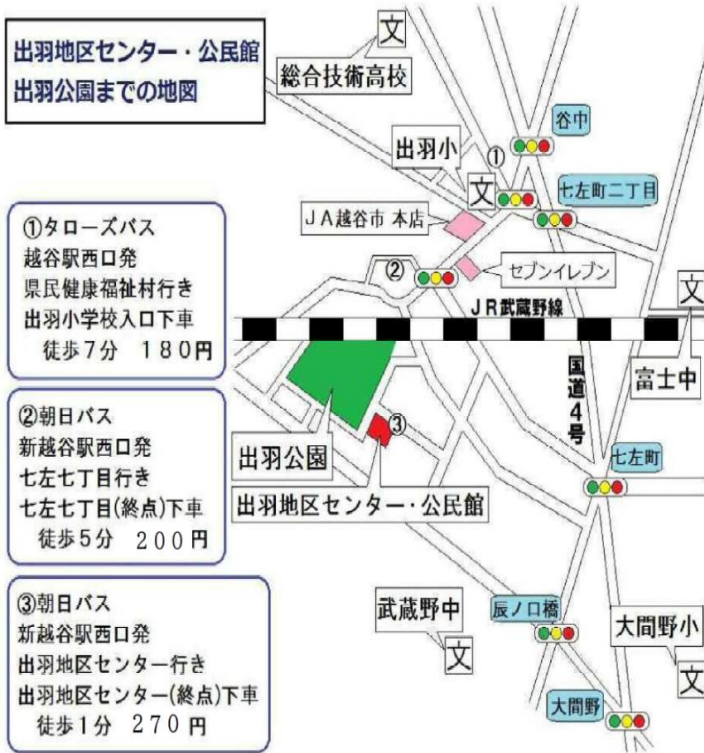 出羽地区センター・公民館
出羽公園までの地図
文
総合技術高校
谷中
出羽小
①
文
七左町二丁目
JA越谷市 本店
②
セブンイレブン
JR武蔵野線
文
富士中
国道4号
①タローズバス
越谷駅西口発
県民健康福祉村行き
出羽小学校入口下車
徒歩7分 180円
②朝日バス
新越谷駅西口発
七左七丁目行き
七左七丁目(終点)下車
徒歩5分 200円
③朝日バス
新越谷駅西口発
出羽地区センター行き
出羽地区センター(終点)下車
徒歩1分 270円
③
出羽公園
出羽地区センター・公民館
七左町
武蔵野中
文
辰ノ口橋
大間野小
文
大間野